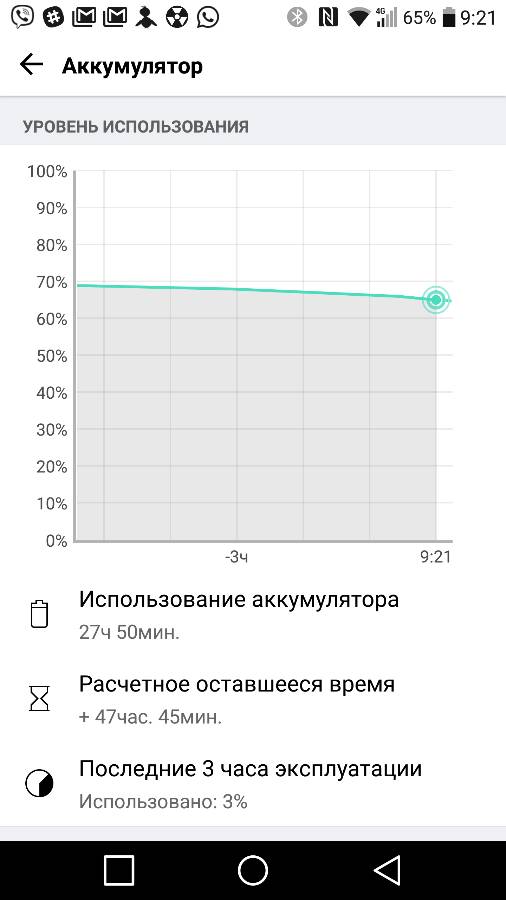 4G 65% 9:21
Аккумулятор
УРОВЕНЬ ИСПОЛЬЗОВАНИЯ
100%
90%
80%
70%
60%
50%
40%
30%
20%
10%
0%
-3ч 9:21
Использование аккумулятора
27ч 50мин.
Расчетное оставшееся время
+ 47час. 45мин.
Последние 3 часа эксплуатации
Использовано: 3%